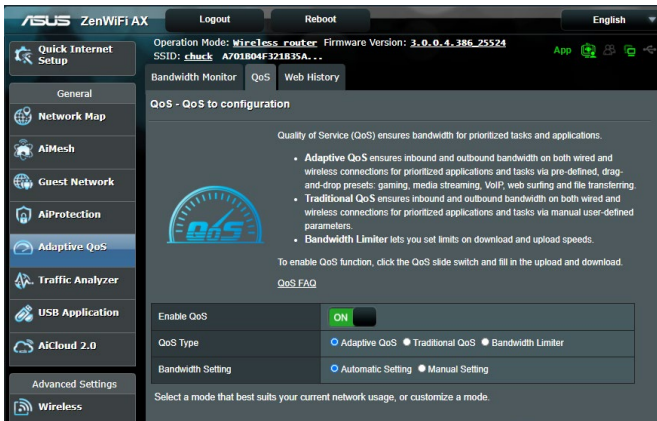 ASUS ZenWiFi AX Logout Reboot English
Quick Internet
Setup
General
Network Map
AiMesh
Guest Network
AiProtection
Adaptive QoS
Traffic Analyzer
USB Application
AiCloud 2.0
Advanced Settings
Wireless
Operation Mode: Wireless router Firmware Version: 3.0.0.4.386_25524
SSID: chuck A701B04F321B35A...
App
Bandwidth Monitor QoS Web History
QoS - QoS to configuration
QoS
Quality of Service (QoS) ensures bandwidth for prioritized tasks and applications.
• Adaptive QoS ensures inbound and outbound bandwidth on both wired and
wireless connections for prioritized applications and tasks via pre-defined, drag-
and-drop presets: gaming, media streaming, VoIP, web surfing and file transferring.
• Traditional QoS ensures inbound and outbound bandwidth on both wired and
wireless connections for prioritized applications and tasks via manual user-defined
parameters.
• Bandwidth Limiter lets you set limits on download and upload speeds.
To enable QoS function, click the QoS slide switch and fill in the upload and download.
QoS FAQ
Enable QoS ON
QoS Type Adaptive QoS Traditional QoS Bandwidth Limiter
Bandwidth Setting Automatic Setting Manual Setting
Select a mode that best suits your current network usage, or customize a mode.